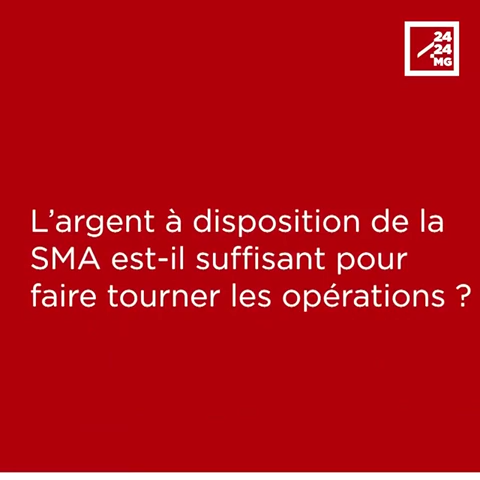 24
24
MG
L’argent à disposition de la
SMA est-il suffisant pour
faire tourner les opérations ?